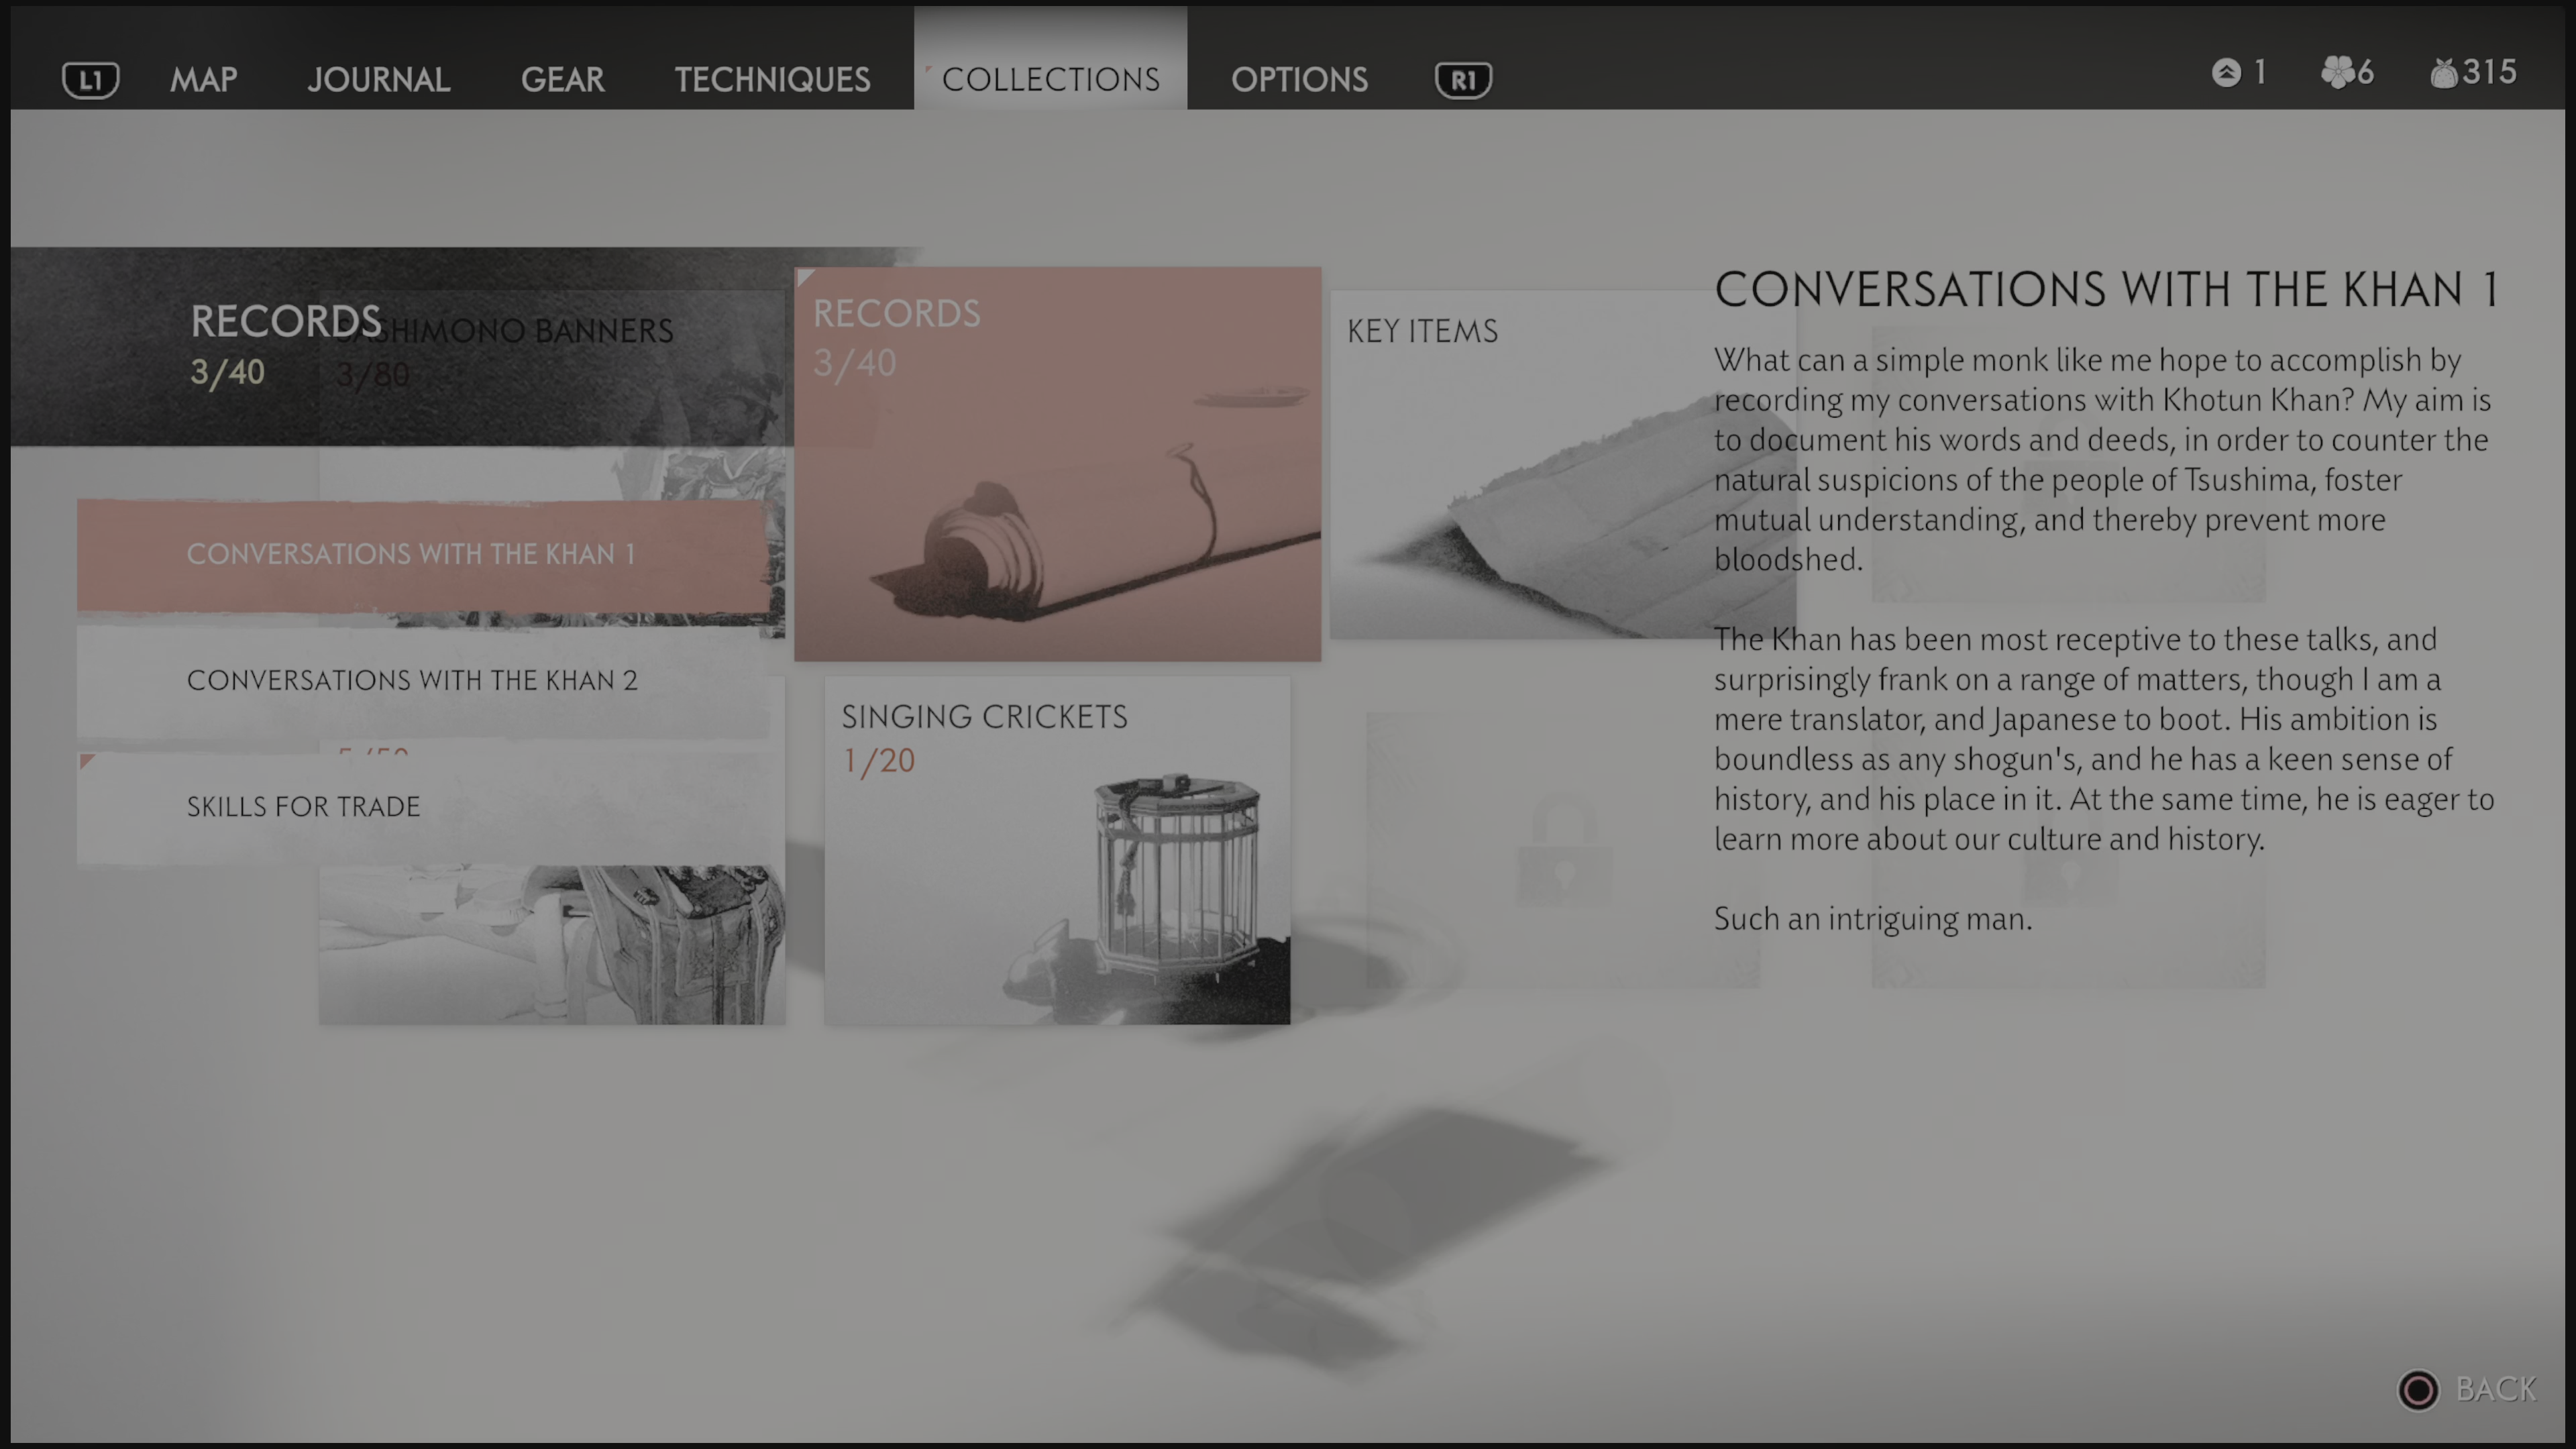 L1 MAP JOURNAL GEAR TECHNIQUES COLLECTIONS OPTIONS R1 1 6 315
RECORDS
3/40
SASHIMONO BANNERS
3/80
RECORDS
3/40
KEY ITEMS
CONVERSATIONS WITH THE KHAN 1
CONVERSATIONS WITH THE KHAN 2
SKILLS FOR TRADE
5/50
SINGING CRICKETS
1/20
CONVERSATIONS WITH THE KHAN 1
What can a simple monk like me hope to accomplish by
recording my conversations with Khotun Khan? My aim is
to document his words and deeds, in order to counter the
natural suspicions of the people of Tsushima, foster
mutual understanding, and thereby prevent more
bloodshed.
The Khan has been most receptive to these talks, and
surprisingly frank on a range of matters, though I am a
mere translator, and Japanese to boot. His ambition is
boundless as any shogun's, and he has a keen sense of
history, and his place in it. At the same time, he is eager to
learn more about our culture and history.
Such an intriguing man.
BACK